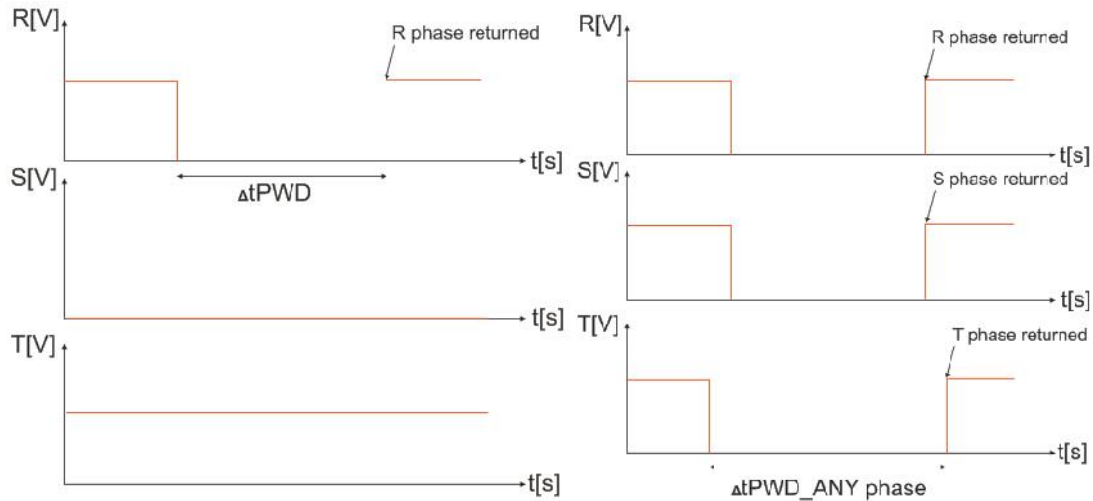 R[V]
R phase returned
t[s]
ΔtPWD
S[V]
t[s]
T[V]
t[s]
R[V]
R phase returned
t[s]
S[V]
S phase returned
t[s]
T[V]
T phase returned
t[s]
ΔtPWD_ANY phase